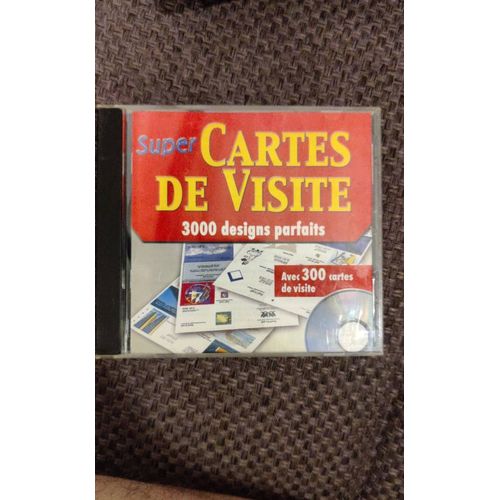 Super CARTES
DE VISITE
3000 designs parfaits
Avec 300 cartes
de visite